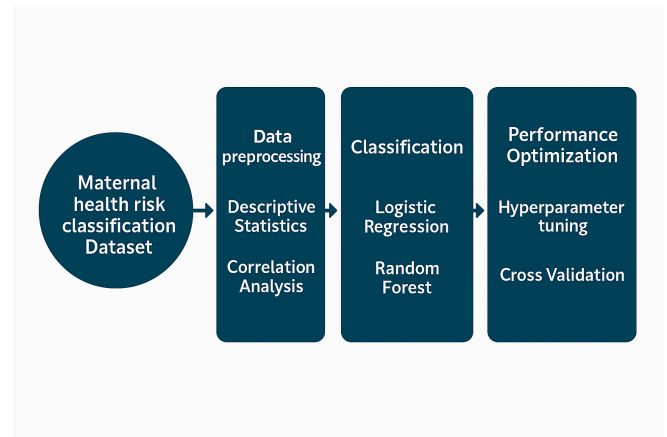 Maternal
health risk
classification
Dataset
Data
preprocessing
Descriptive
Statistics
Correlation
Analysis
Classification
Logistic
Regression
Random
Forest
Performance
Optimization
Hyperparameter
tuning
Cross Validation